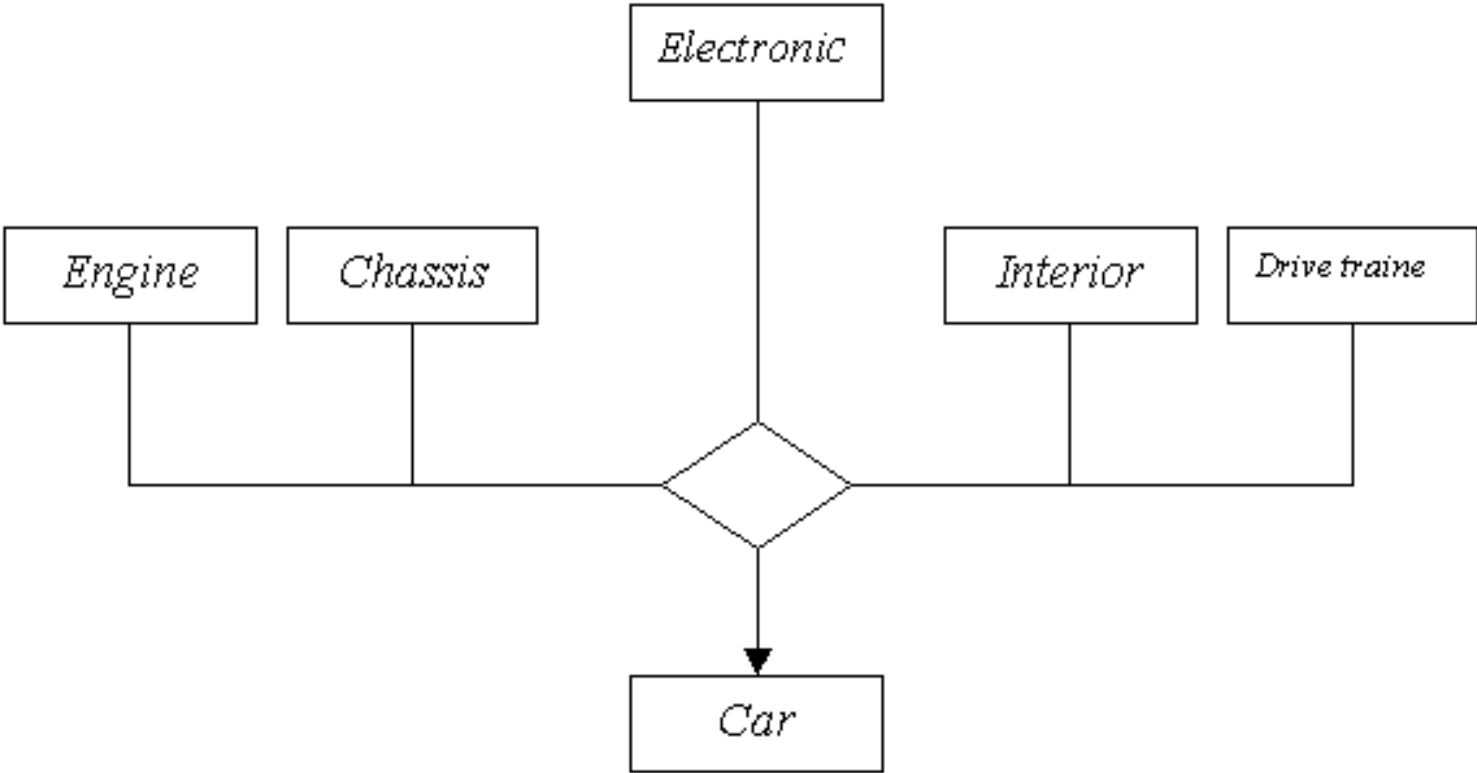 Electronic
Engine
Chassis
Interior
Drive traine
Car